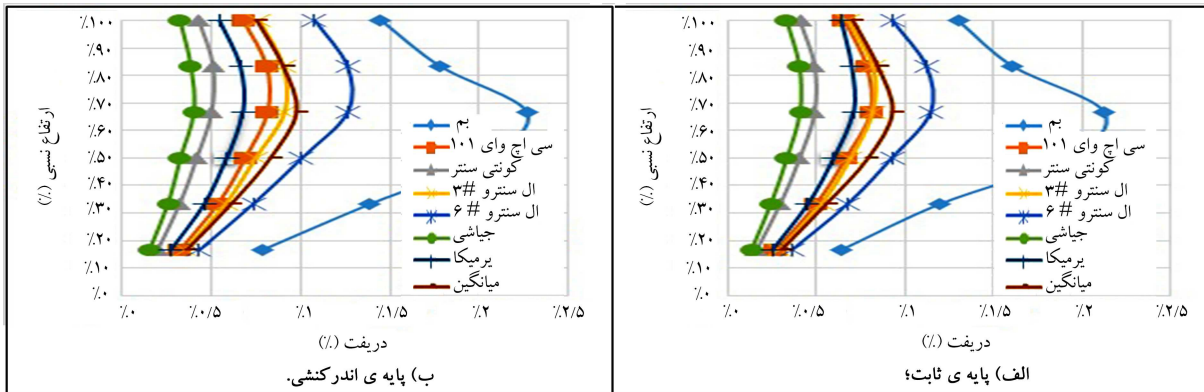 ٪۱۰۰
٪۹۰
٪۸۰
٪۷۰
٪۶۰
٪۵۰
٪۴۰
٪۳۰
٪۲۰
٪۱۰
٪۰
ارتفاع نسبی (٪)
بم
سی اچ وای ۱۰۱
کونتی سنتر
ال سنترو #۳
ال سنترو # ۶
جیاشی
یرمیکا
میانگین
٪۰ ٪۰/۵ ٪۱ ٪۱/۵ ٪۲ ٪۲/۵
دریفت (٪)
الف) پایه ی ثابت؛
٪۱۰۰
٪۹۰
٪۸۰
٪۷۰
٪۶۰
٪۵۰
٪۴۰
٪۳۰
٪۲۰
٪۱۰
٪۰
ارتفاع نسبی (٪)
بم
سی اچ وای ۱۰۱
کونتی سنتر
ال سنترو #۳
ال سنترو # ۶
جیاشی
یرمیکا
میانگین
٪۰ ٪۰/۵ ٪۱ ٪۱/۵ ٪۲ ٪۲/۵
دریفت (٪)
ب) پایه ی اندرکنشی.